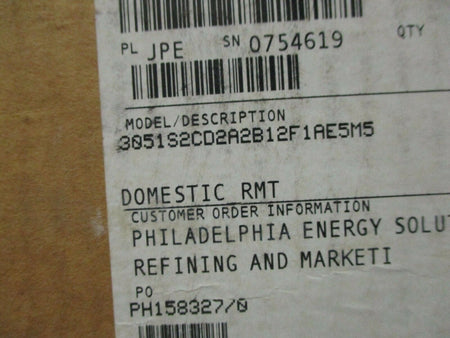 PL JPE SN 0754619 QTY
MODEL/DESCRIPTION
3051S2CD2A2B12F1AE5M5
DOMESTIC RMT
CUSTOMER ORDER INFORMATION
PHILADELPHIA ENERGY SOLU
REFINING AND MARKETI
PO
PH158327/0